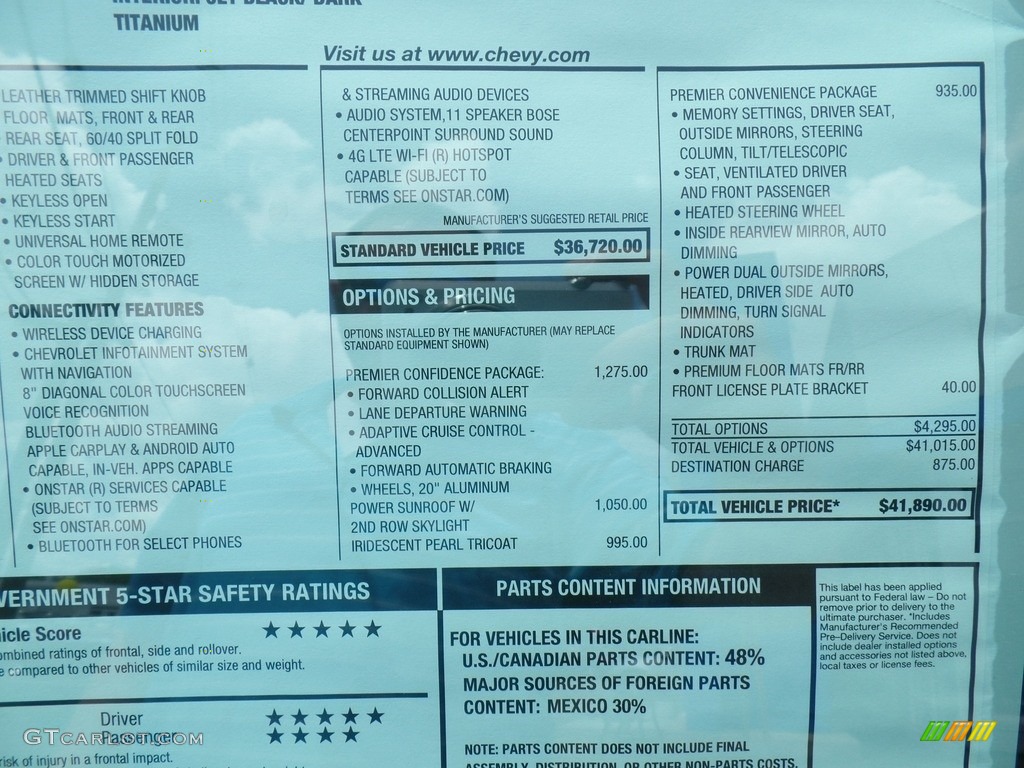 INTERIOR: JET BLACK/ DARK
TITANIUM
Visit us at www.chevy.com
LEATHER TRIMMED SHIFT KNOB
FLOOR MATS, FRONT & REAR
REAR SEAT, 60/40 SPLIT FOLD
• DRIVER & FRONT PASSENGER
HEATED SEATS
• KEYLESS OPEN
• KEYLESS START
• UNIVERSAL HOME REMOTE
• COLOR TOUCH MOTORIZED
SCREEN W/ HIDDEN STORAGE
CONNECTIVITY FEATURES
• WIRELESS DEVICE CHARGING
• CHEVROLET INFOTAINMENT SYSTEM
WITH NAVIGATION
8" DIAGONAL COLOR TOUCHSCREEN
VOICE RECOGNITION
BLUETOOTH AUDIO STREAMING
APPLE CARPLAY & ANDROID AUTO
CAPABLE, IN-VEH. APPS CAPABLE
• ONSTAR (R) SERVICES CAPABLE
(SUBJECT TO TERMS
SEE ONSTAR.COM)
• BLUETOOTH FOR SELECT PHONES
& STREAMING AUDIO DEVICES
• AUDIO SYSTEM,11 SPEAKER BOSE
CENTERPOINT SURROUND SOUND
• 4G LTE WI-FI (R) HOTSPOT
CAPABLE (SUBJECT TO
TERMS SEE ONSTAR.COM)
MANUFACTURER'S SUGGESTED RETAIL PRICE
STANDARD VEHICLE PRICE $36,720.00
OPTIONS & PRICING
OPTIONS INSTALLED BY THE MANUFACTURER (MAY REPLACE
STANDARD EQUIPMENT SHOWN)
PREMIER CONFIDENCE PACKAGE: 1,275.00
• FORWARD COLLISION ALERT
• LANE DEPARTURE WARNING
• ADAPTIVE CRUISE CONTROL -
ADVANCED
• FORWARD AUTOMATIC BRAKING
• WHEELS, 20" ALUMINUM
POWER SUNROOF W/ 1,050.00
2ND ROW SKYLIGHT
IRIDESCENT PEARL TRICOAT 995.00
PREMIER CONVENIENCE PACKAGE 935.00
• MEMORY SETTINGS, DRIVER SEAT,
OUTSIDE MIRRORS, STEERING
COLUMN, TILT/TELESCOPIC
• SEAT, VENTILATED DRIVER
AND FRONT PASSENGER
• HEATED STEERING WHEEL
• INSIDE REARVIEW MIRROR, AUTO
DIMMING
• POWER DUAL OUTSIDE MIRRORS,
HEATED, DRIVER SIDE AUTO
DIMMING, TURN SIGNAL
INDICATORS
• TRUNK MAT
• PREMIUM FLOOR MATS FR/RR
FRONT LICENSE PLATE BRACKET 40.00
TOTAL OPTIONS $4,295.00
TOTAL VEHICLE & OPTIONS $41,015.00
DESTINATION CHARGE 875.00
TOTAL VEHICLE PRICE* $41,890.00
VERNMENT 5-STAR SAFETY RATINGS
icle Score ★★★★★
ombined ratings of frontal, side and rollover.
e compared to other vehicles of similar size and weight.
Driver ★★★★★
Passenger ★★★★
risk of injury in a frontal impact.
PARTS CONTENT INFORMATION
FOR VEHICLES IN THIS CARLINE:
U.S./CANADIAN PARTS CONTENT: 48%
MAJOR SOURCES OF FOREIGN PARTS
CONTENT: MEXICO 30%
NOTE: PARTS CONTENT DOES NOT INCLUDE FINAL
ASSEMBLY, DISTRIBUTION, OR OTHER NON-PARTS COSTS.
This label has been applied
pursuant to Federal law – Do not
remove prior to delivery to the
ultimate purchaser. *Includes
Manufacturer's Recommended
Pre-Delivery Service. Does not
include dealer installed options
and accessories not listed above,
local taxes or license fees.
GTCARLOT.COM